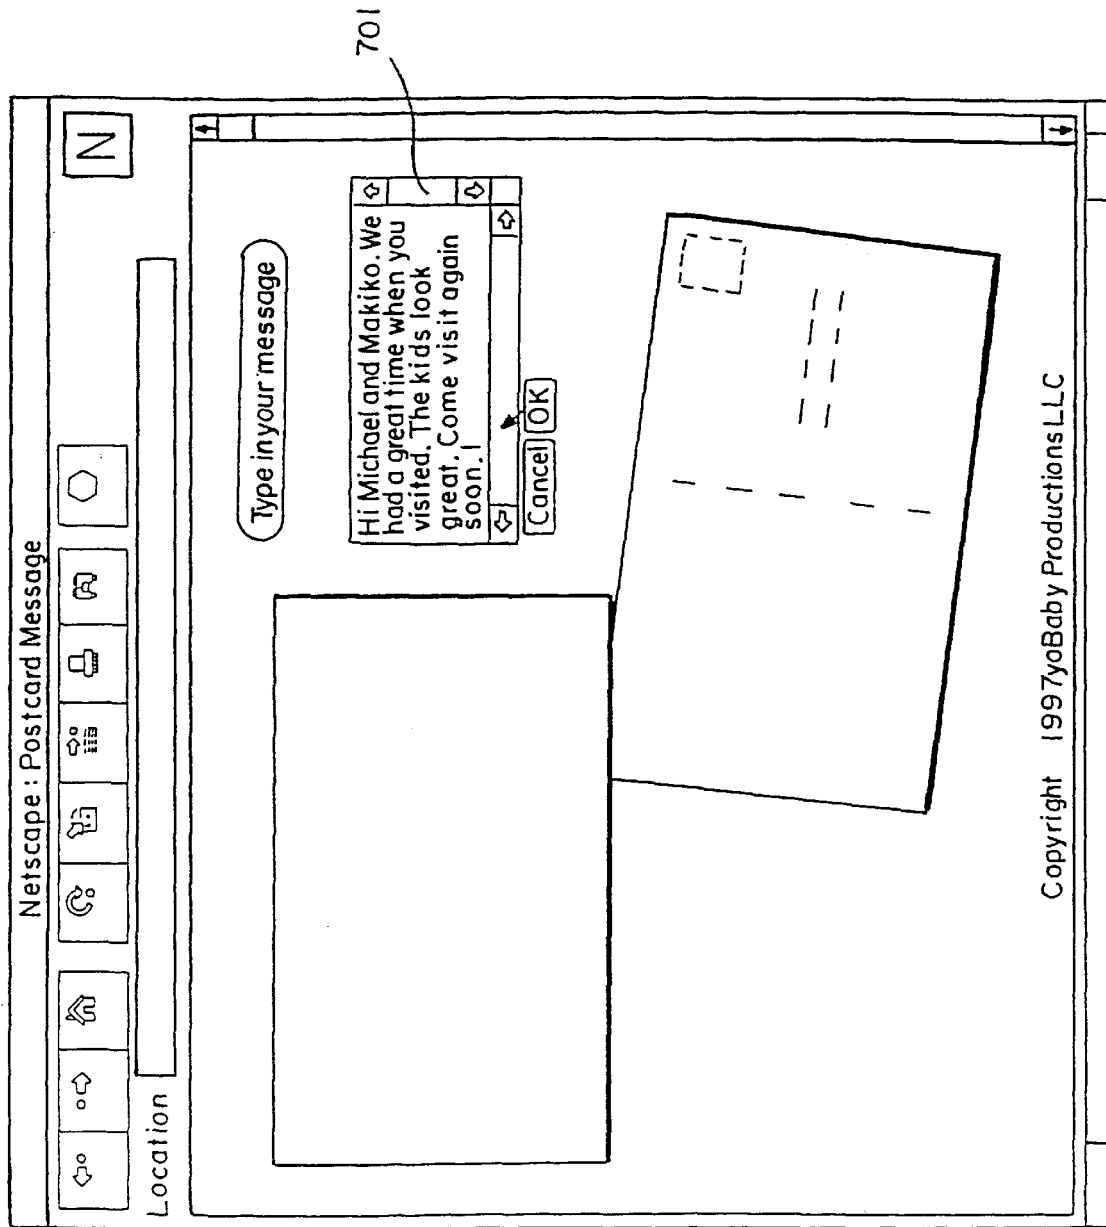 Netscape : Postcard Message
N
Location
Type in your message
701
Hi Michael and Makiko. We
had a great time when you
visited. The kids look
great. Come visit again
soon. |
Cancel OK
Copyright 1997 yoBaby Productions LLC